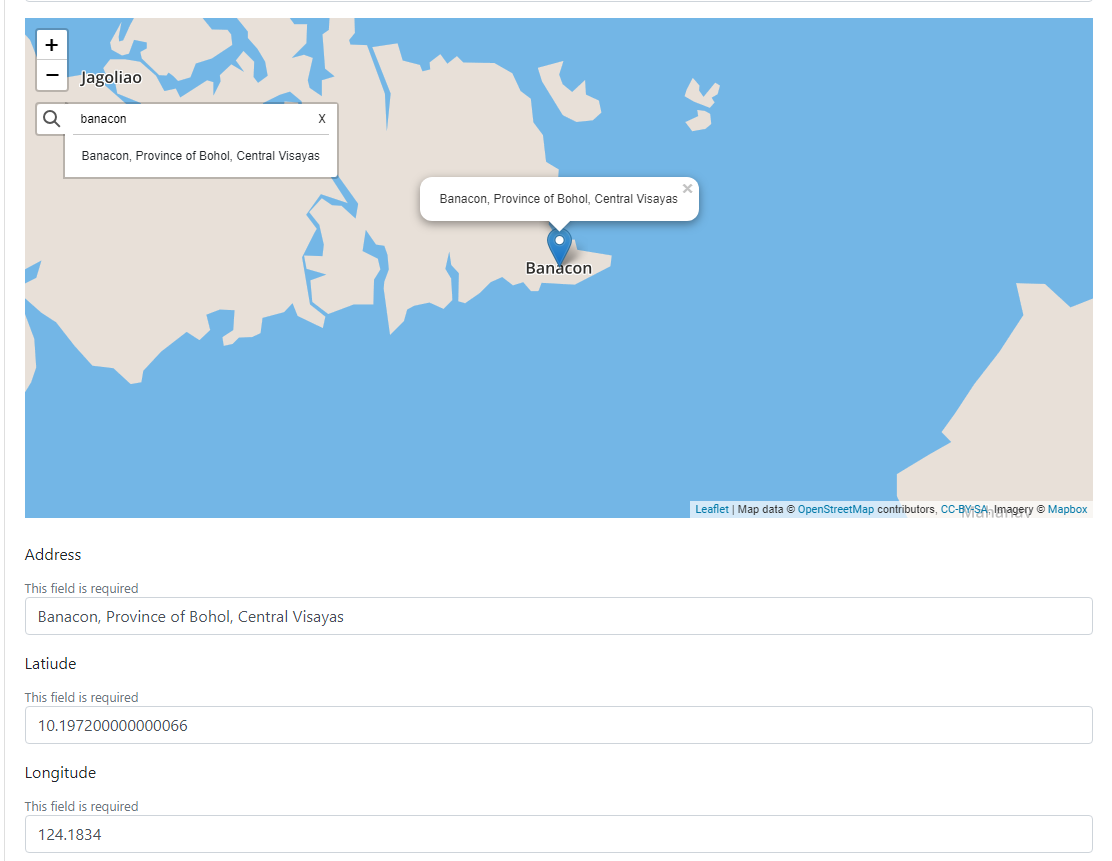 +
−
Jagoliao
banacon X
Banacon, Province of Bohol, Central Visayas
Banacon, Province of Bohol, Central Visayas ×
Banacon
Leaflet | Map data © OpenStreetMap contributors, CC-BY-SA, Imagery © Mapbox
Address
This field is required
Banacon, Province of Bohol, Central Visayas
Latiude
This field is required
10.197200000000066
Longitude
This field is required
124.1834